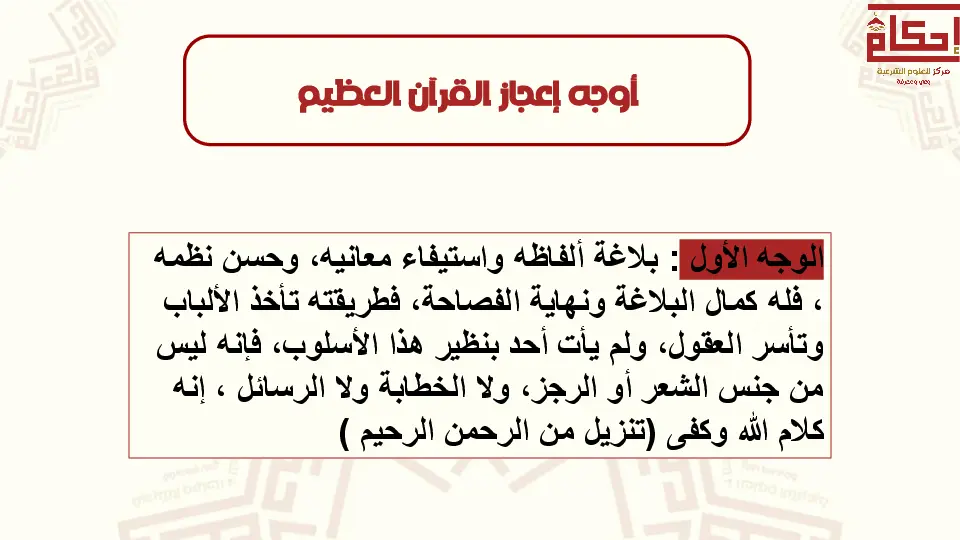 إحكام
مركز للعلوم الشرعية
وعي ومعرفة
أوجه إعجاز القرآن العظيم
الوجه الأول : بلاغة ألفاظه واستيفاء معانيه، وحسن نظمه
، فله كمال البلاغة ونهاية الفصاحة، فطريقته تأخذ الألباب
وتأسر العقول، ولم يأت أحد بنظير هذا الأسلوب، فإنه ليس
من جنس الشعر أو الرجز، ولا الخطابة ولا الرسائل ، إنه
كلام الله وكفى (تنزيل من الرحمن الرحيم )